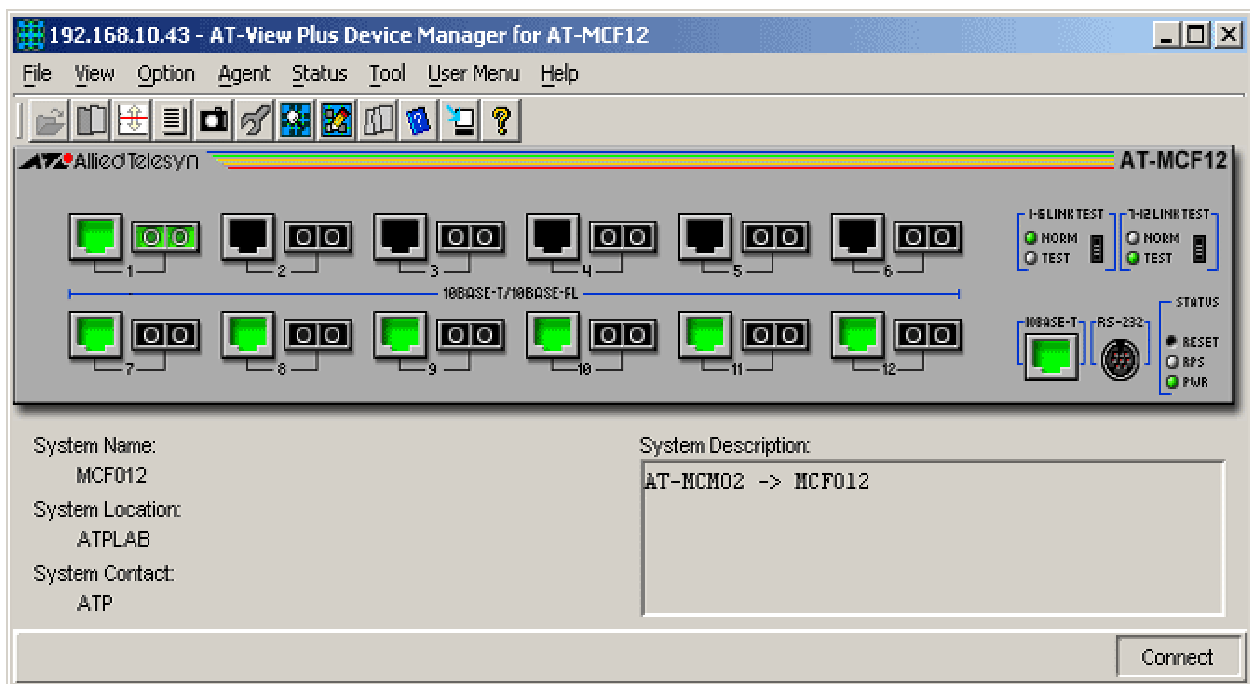 192.168.10.43 - AT-View Plus Device Manager for AT-MCF12
File View Option Agent Status Tool User Menu Help
Allied Telesyn
AT-MCF12
1-6 LINK TEST
7-12 LINK TEST
NORM
TEST
NORM
TEST
1 2 3 4 5 6
10BASE-T/10BASE-FL
7 8 9 10 11 12
10BASE-T
RS-232
STATUS
RESET
RPS
PWR
System Name:
MCF012
System Location:
ATPLAB
System Contact:
ATP
System Description:
AT-MCM02 -> MCF012
Connect